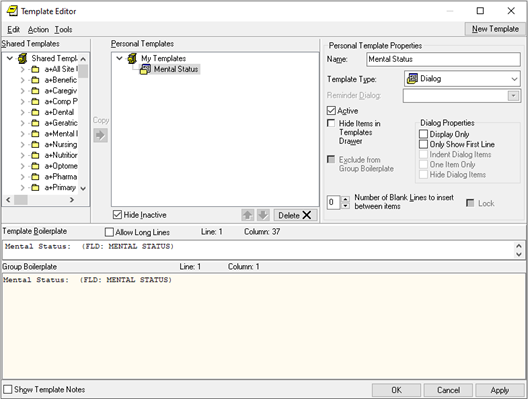 Template Editor
Edit Action Tools
New Template
Shared Templates
Shared Templ
a+All Site
a+Benefic
a+Caregiv
a+Comp P
a+Dental
a+Geriatric
a+Mental
a+Nursing
a+Nutrition
a+Optome
a+Pharma
a+Primary
Copy
Personal Templates
My Templates
Mental Status
Hide Inactive
Delete
Personal Template Properties
Name: Mental Status
Template Type: Dialog
Reminder Dialog:
Active
Hide Items in
Templates
Drawer
Exclude from
Group Boilerplate
Dialog Properties
Display Only
Only Show First Line
Indent Dialog Items
One Item Only
Hide Dialog Items
0
Number of Blank Lines to insert
between items
Lock
Template Boilerplate Allow Long Lines Line: 1 Column: 37
Mental Status: (FLD: MENTAL STATUS)
Group Boilerplate Line: 1 Column: 1
Mental Status: (FLD: MENTAL STATUS)
Show Template Notes
OK Cancel Apply